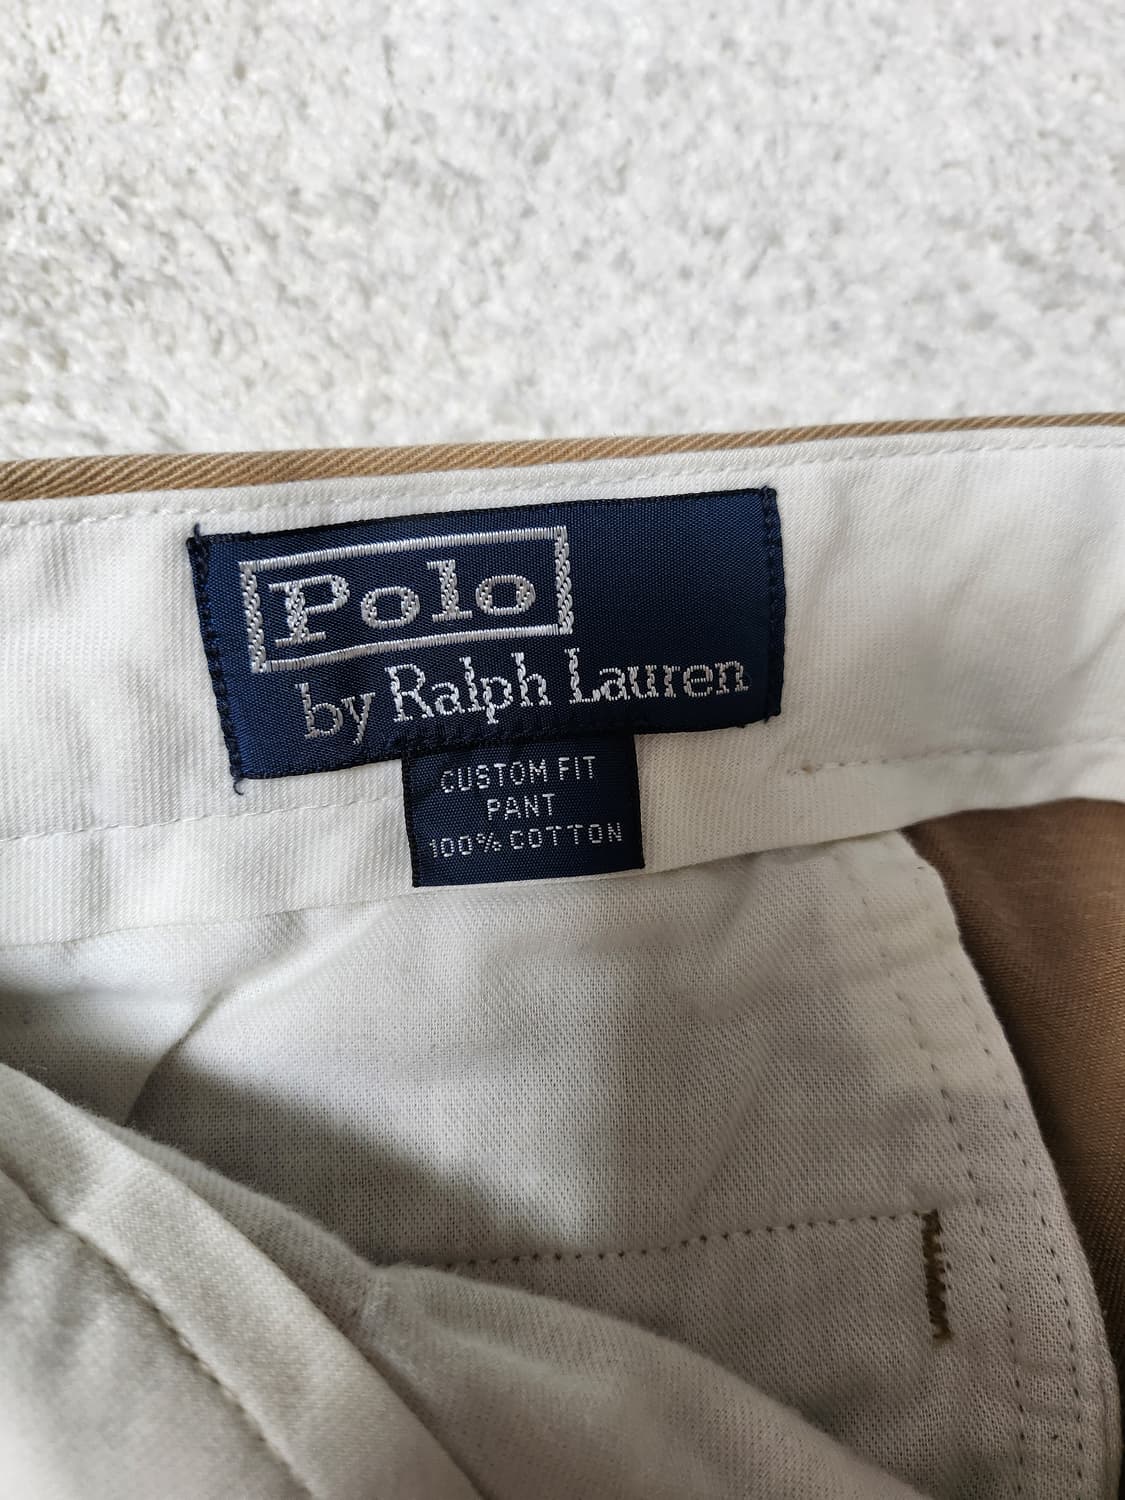 Polo
by Ralph Lauren
CUSTOM FIT
PANT
100% COTTON